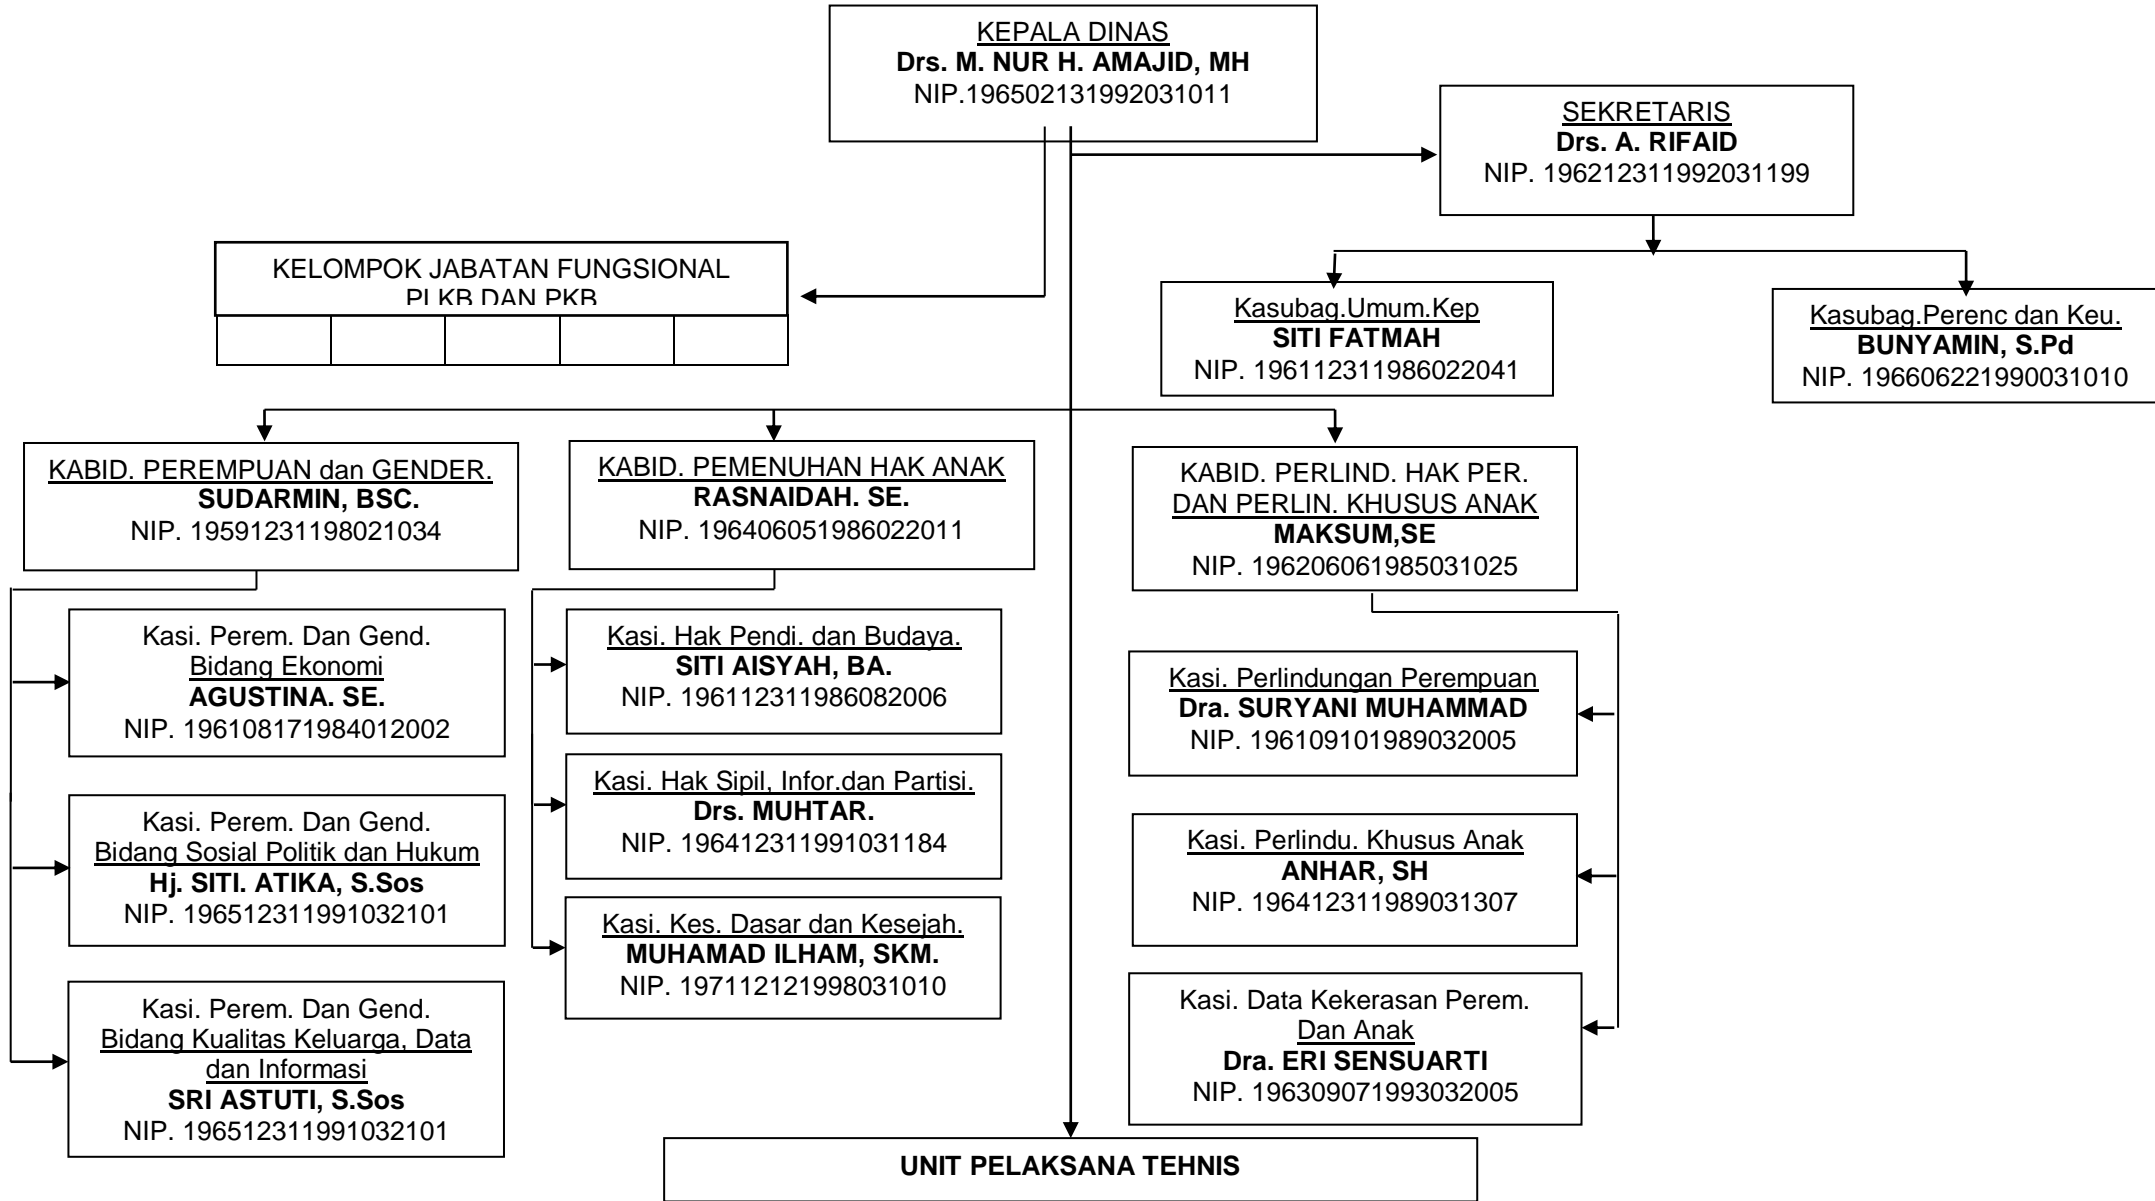 KEPALA DINAS
Drs. M. NUR H. AMAJID, MH
NIP.196502131992031011
SEKRETARIS
Drs. A. RIFAID
NIP. 196212311992031199
KELOMPOK JABATAN FUNGSIONAL
PLKB DAN PKB
Kasubag.Umum.Kep
SITI FATMAH
NIP. 196112311986022041
Kasubag.Perenc dan Keu.
BUNYAMIN, S.Pd
NIP. 196606221990031010
KABID. PEREMPUAN dan GENDER.
SUDARMIN, BSC.
NIP. 19591231198021034
KABID. PEMENUHAN HAK ANAK
RASNAIDAH. SE.
NIP. 196406051986022011
KABID. PERLIND. HAK PER.
DAN PERLIN. KHUSUS ANAK
MAKSUM,SE
NIP. 196206061985031025
Kasi. Perem. Dan Gend.
Bidang Ekonomi
AGUSTINA. SE.
NIP. 196108171984012002
Kasi. Perem. Dan Gend.
Bidang Sosial Politik dan Hukum
Hj. SITI. ATIKA, S.Sos
NIP. 196512311991032101
Kasi. Perem. Dan Gend.
Bidang Kualitas Keluarga, Data
dan Informasi
SRI ASTUTI, S.Sos
NIP. 196512311991032101
Kasi. Hak Pendi. dan Budaya.
SITI AISYAH, BA.
NIP. 196112311986082006
Kasi. Hak Sipil, Infor.dan Partisi.
Drs. MUHTAR.
NIP. 196412311991031184
Kasi. Kes. Dasar dan Kesejah.
MUHAMAD ILHAM, SKM.
NIP. 197112121998031010
Kasi. Perlindungan Perempuan
Dra. SURYANI MUHAMMAD
NIP. 196109101989032005
Kasi. Perlindu. Khusus Anak
ANHAR, SH
NIP. 196412311989031307
Kasi. Data Kekerasan Perem.
Dan Anak
Dra. ERI SENSUARTI
NIP. 196309071993032005
UNIT PELAKSANA TEHNIS